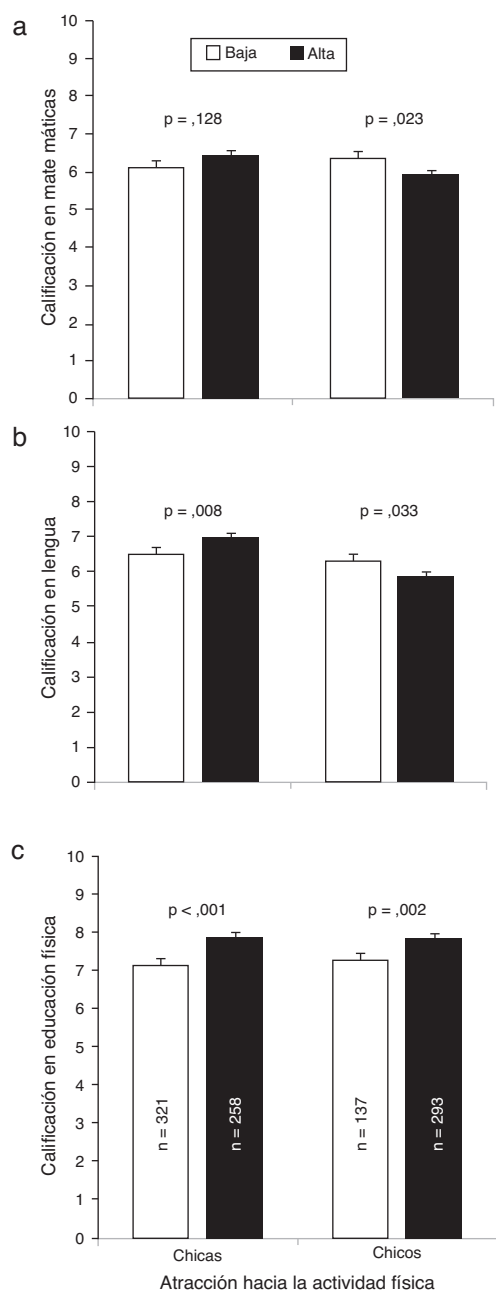 a
Baja
Alta
p = ,128
p = ,023
Calificación en mate máticas
10
9
8
7
6
5
4
3
2
1
0
b
p = ,008
p = ,033
Calificación en lengua
10
9
8
7
6
5
4
3
2
1
0
c
p < ,001
p = ,002
Calificación en educación física
10
9
8
7
6
5
4
3
2
1
0
n = 321
n = 258
n = 137
n = 293
Chicas
Chicos
Atracción hacia la actividad física